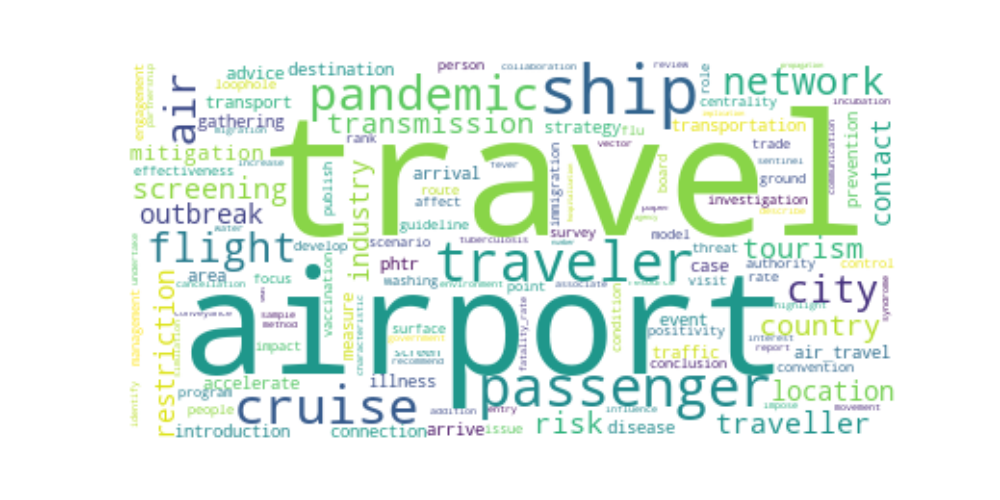 person
collaboration
review
propagation
advice
destination
loophole
engagement
partnership
air
ship
role
network
pandemic
transport
centrality
incubation
gathering
transmission
strategy
flu
transportation
migration
rank
vector
trade
communication
prevention
contact
mitigation
increase
travel
fever
sentinel
effectiveness
screening
publish
industry
arrival
route
affect
immigration
board
ground
hospitalization
paper
agency
investigation
describe
outbreak
guideline
water
survey
model
flight
develop
scenario
tuberculosis
number
threat
tourism
undertake
phtr
traveler
case
authority
control
area
focus
washing
environment
point
associate
visit
rate
syndrome
cancellation
restriction
vaccination
airport
city
highlight
conveyance
sample
method
measure
characteristic
condition
event
country
management
simulation
surface
government
fatality_rate
positivity
interest
impact
screen
recommend
traffic
report
air travel
conclusion
convention
accelerate
illness
passenger
location
identify
program
people
cruise
addition
entry
influence
impose
movement
introduction
connection
arrive
issue
risk
disease
traveller